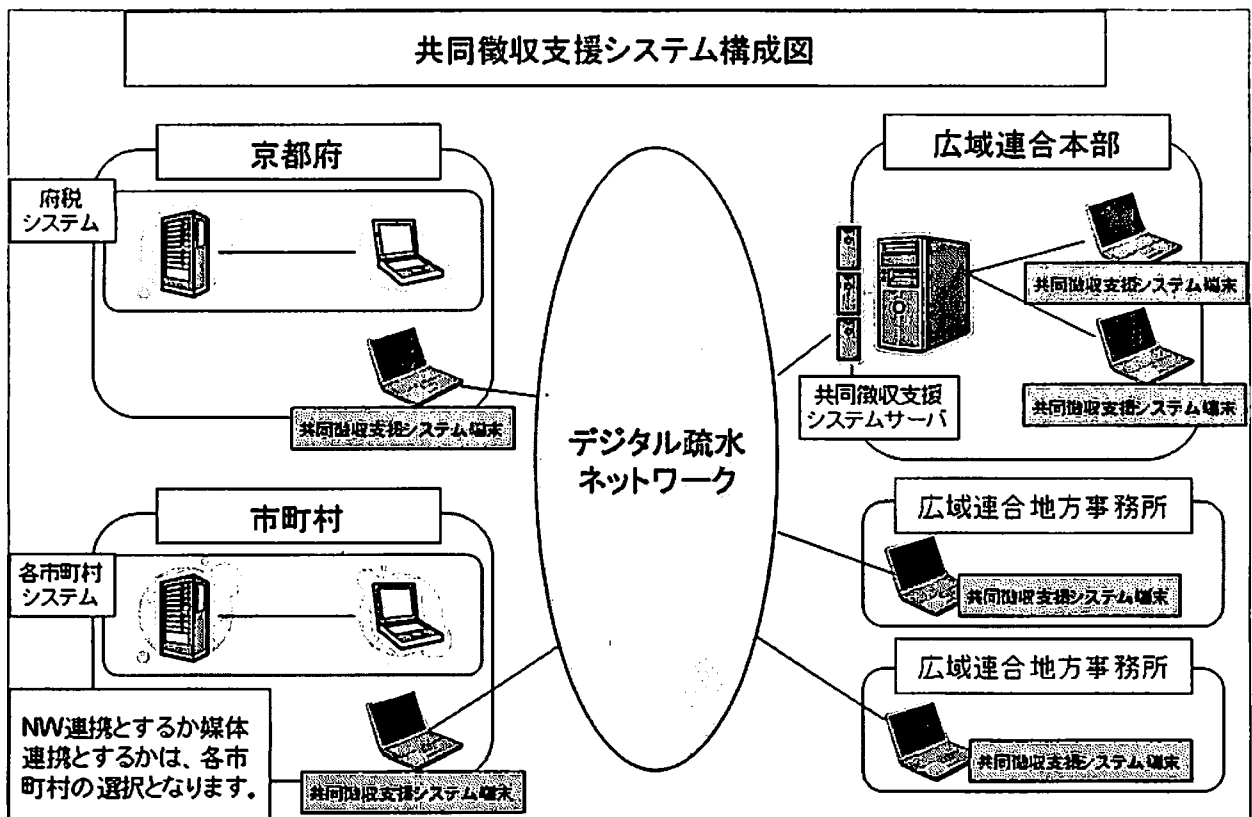 共同徴収支援システム構成図
京都府
府税
システム
共同徴収支援システム端末
市町村
各市町村
システム
NW連携とするか媒体
連携とするかは、各市
町村の選択となります。
共同徴収支援システム端末
デジタル疏水
ネットワーク
広域連合本部
共同徴収支援システム端末
共同徴収支援システム端末
共同徴収支援
システムサーバ
広域連合地方事務所
共同徴収支援システム端末
広域連合地方事務所
共同徴収支援システム端末